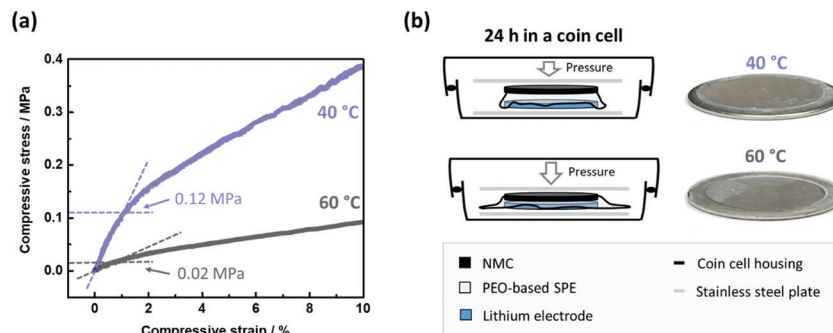 (a)
Compressive stress / MPa
0.4
0.3
0.2
0.1
0.0
40 °C
0.12 MPa
60 °C
0.02 MPa
0
2
4
6
8
10
Compressive strain / %
(b)
24 h in a coin cell
Pressure
40 °C
Pressure
60 °C
NMC
PEO-based SPE
Lithium electrode
Coin cell housing
Stainless steel plate